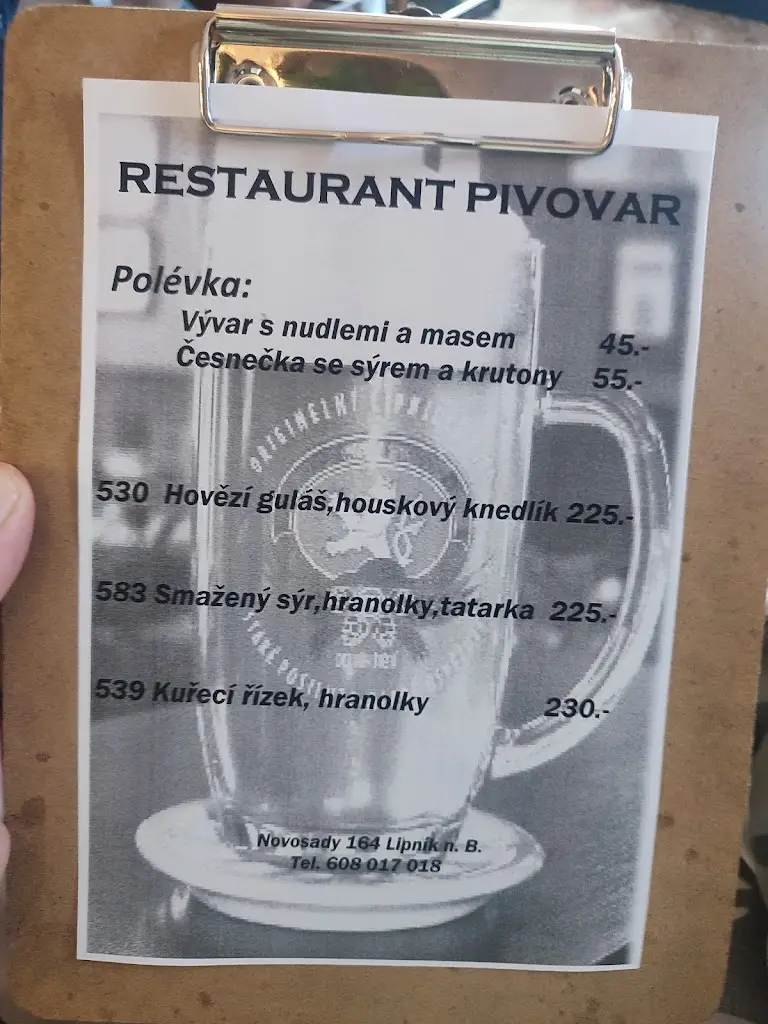 RESTAURANT PIVOVAR
Polévka:
Vývar s nudlemi a masem 45.-
Česnečka se sýrem a krutony 55.-
530 Hovězí guláš,houskový knedlík 225.-
583 Smažený sýr,hranolky,tatarka 225.-
539 Kuřecí řízek, hranolky 230.-
Novosady 164 Lipník n. B.
Tel. 608 017 018